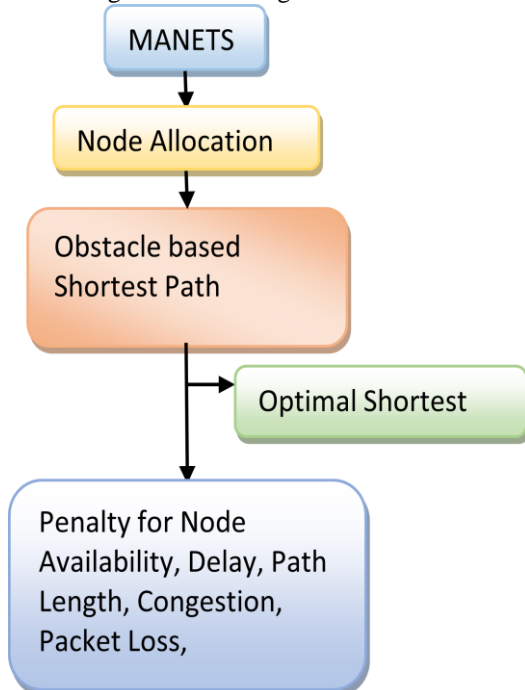 MANETS
Node Allocation
Obstacle based
Shortest Path
Optimal Shortest
Penalty for Node
Availability, Delay, Path
Length, Congestion,
Packet Loss,